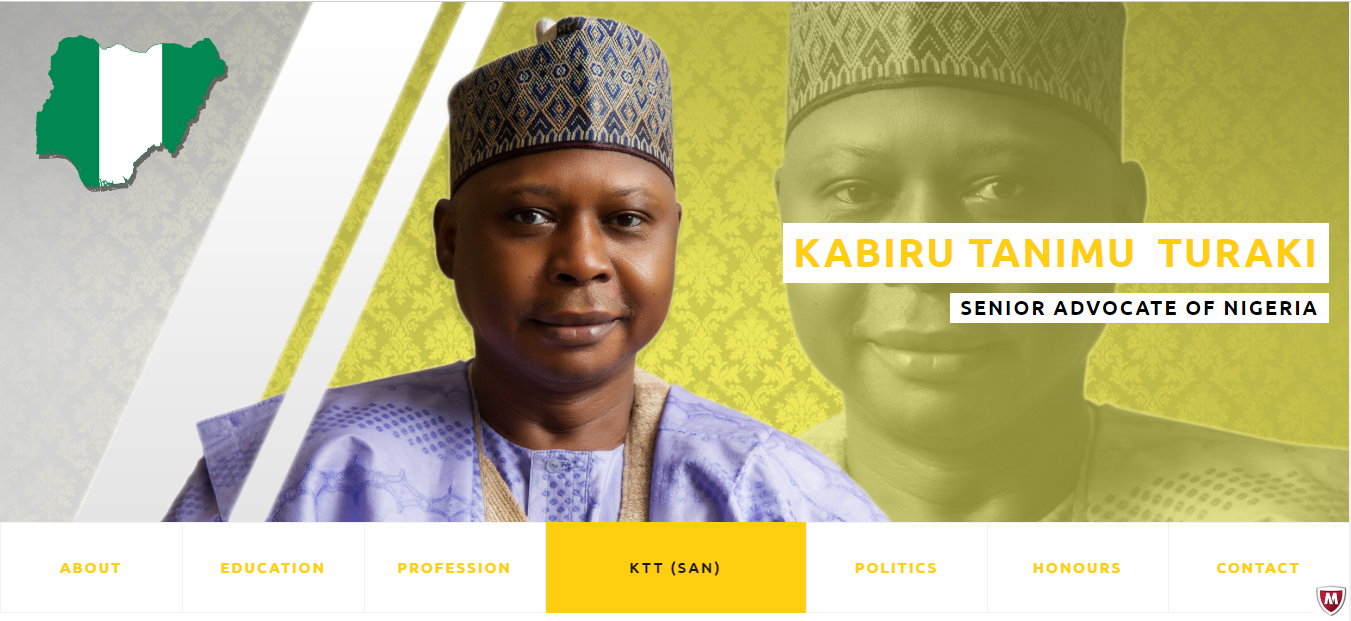 KABIRU TANIMU TURAKI
SENIOR ADVOCATE OF NIGERIA
ABOUT
EDUCATION
PROFESSION
KTT (SAN)
POLITICS
HONOURS
CONTACT
M